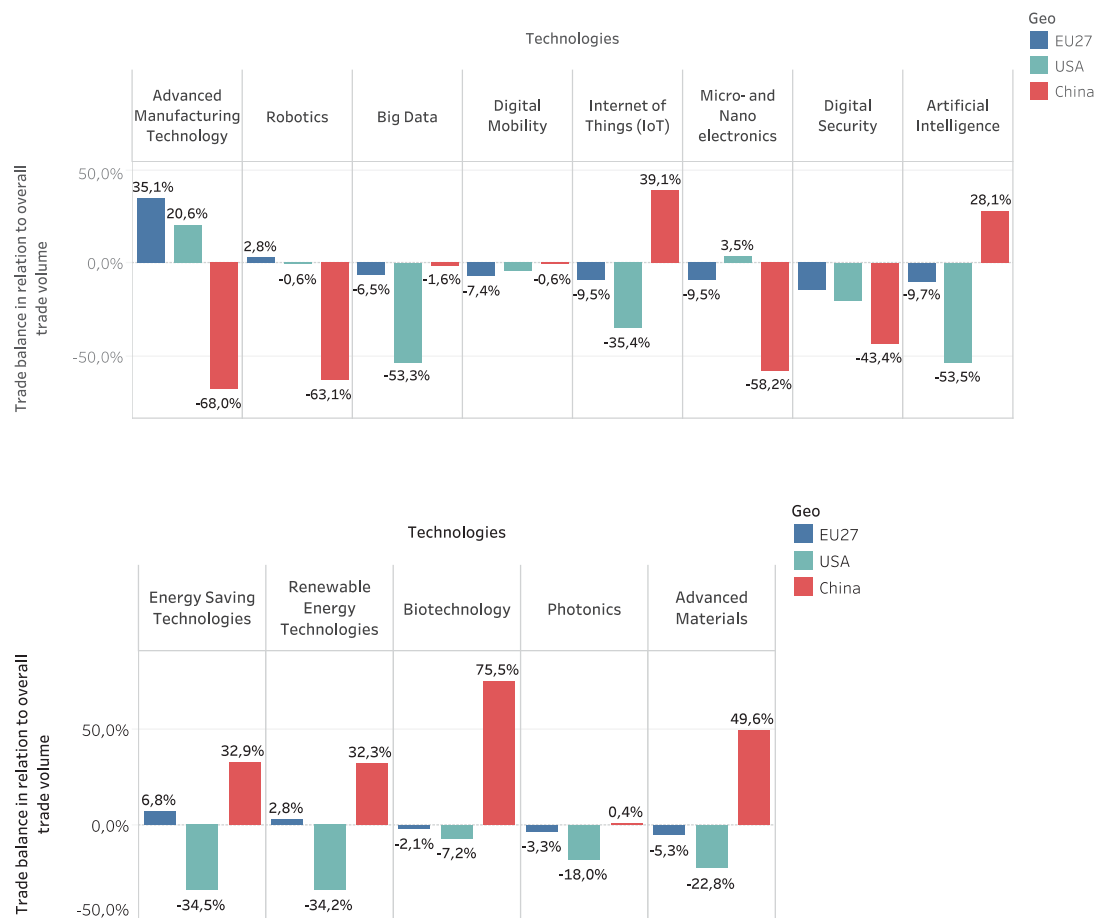 Geo
EU27
USA
China
Technologies
Advanced
Manufacturing
Technology
Robotics
Big Data
Digital
Mobility
Internet of
Things (IoT)
Micro- and
Nano
electronics
Digital
Security
Artificial
Intelligence
Trade balance in relation to overall
trade volume
50,0%
0,0%
-50,0%
35,1%
20,6%
-68,0%
2,8%
-0,6%
-63,1%
-6,5%
-53,3%
-1,6%
-7,4%
-0,6%
-9,5%
-35,4%
39,1%
-9,5%
3,5%
-58,2%
-43,4%
-9,7%
-53,5%
28,1%
Geo
EU27
USA
China
Technologies
Energy Saving
Technologies
Renewable
Energy
Technologies
Biotechnology
Photonics
Advanced
Materials
Trade balance in relation to overall
trade volume
50,0%
0,0%
-50,0%
6,8%
-34,5%
32,9%
2,8%
-34,2%
32,3%
-2,1%
-7,2%
75,5%
-3,3%
-18,0%
0,4%
-5,3%
-22,8%
49,6%